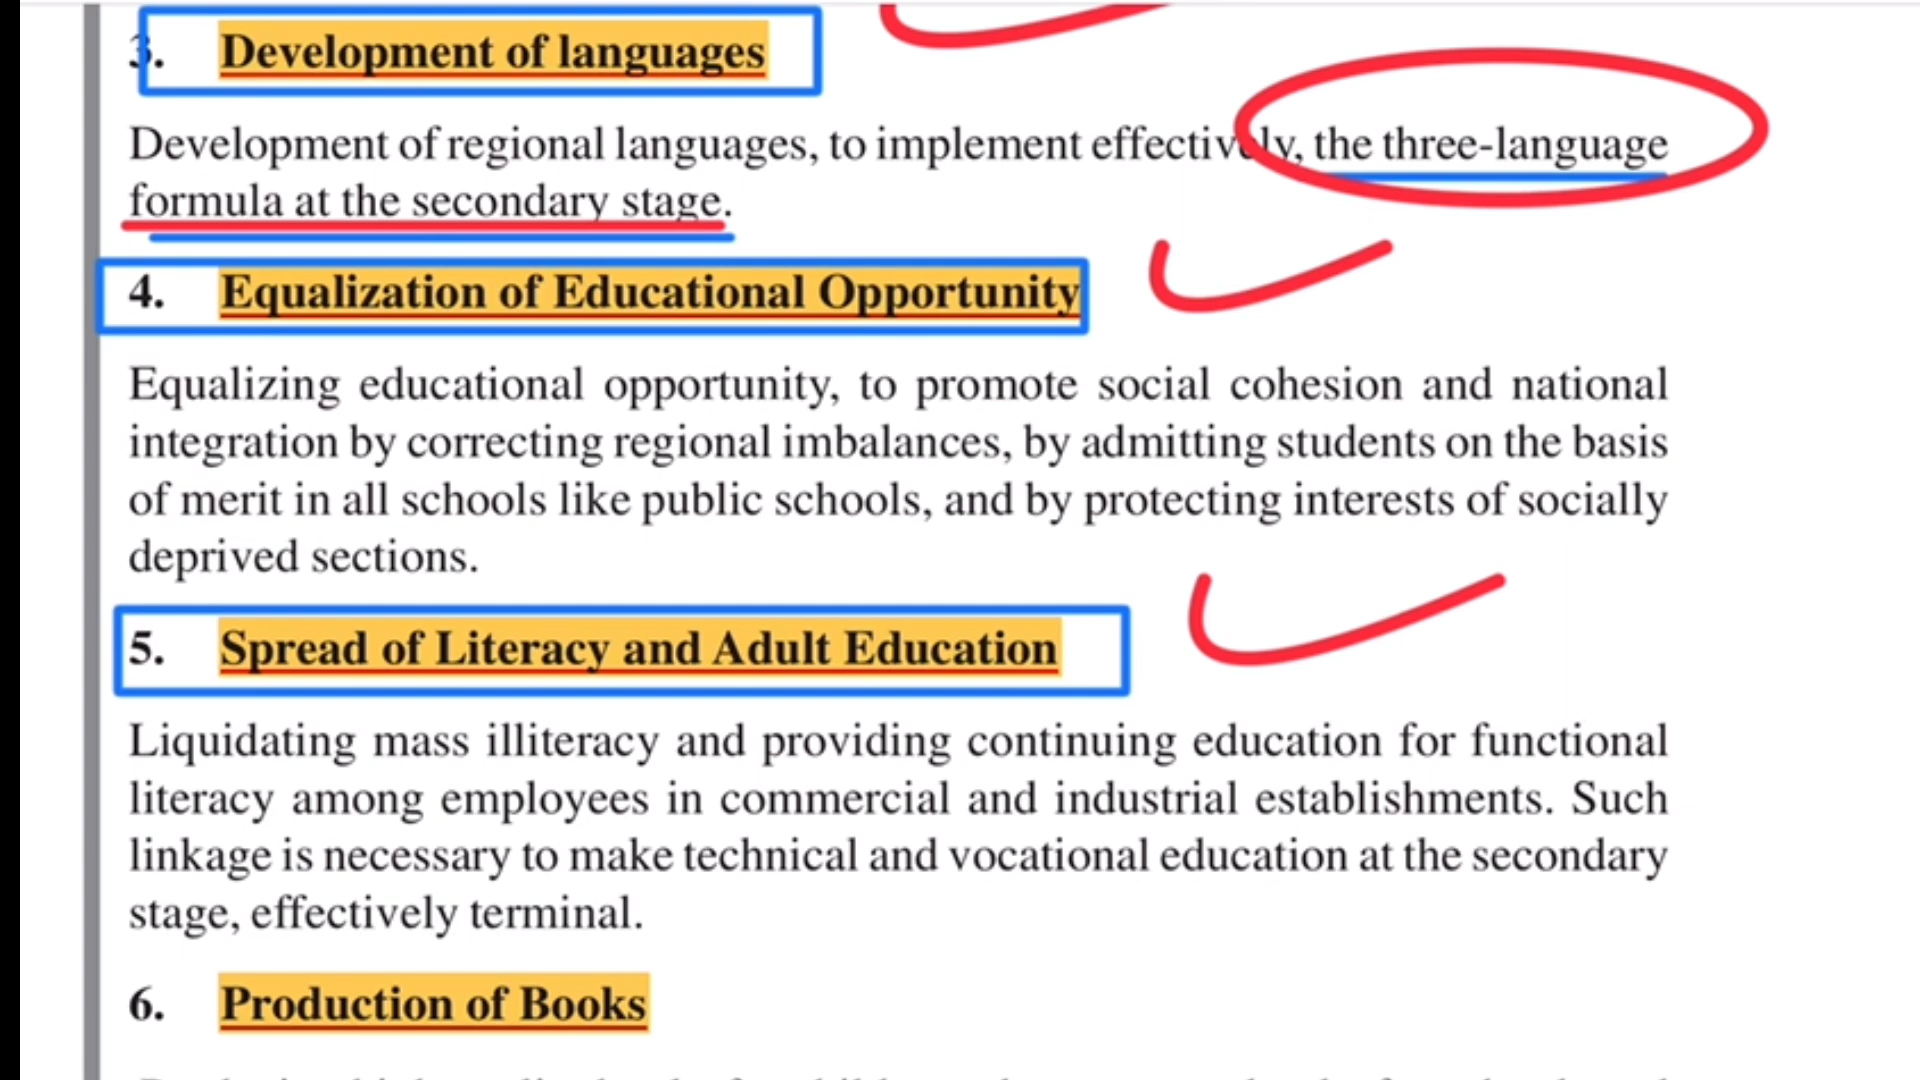 3. Development of languages
Development of regional languages, to implement effectively, the three-language
formula at the secondary stage.
4. Equalization of Educational Opportunity
Equalizing educational opportunity, to promote social cohesion and national
integration by correcting regional imbalances, by admitting students on the basis
of merit in all schools like public schools, and by protecting interests of socially
deprived sections.
5. Spread of Literacy and Adult Education
Liquidating mass illiteracy and providing continuing education for functional
literacy among employees in commercial and industrial establishments. Such
linkage is necessary to make technical and vocational education at the secondary
stage, effectively terminal.
6. Production of Books